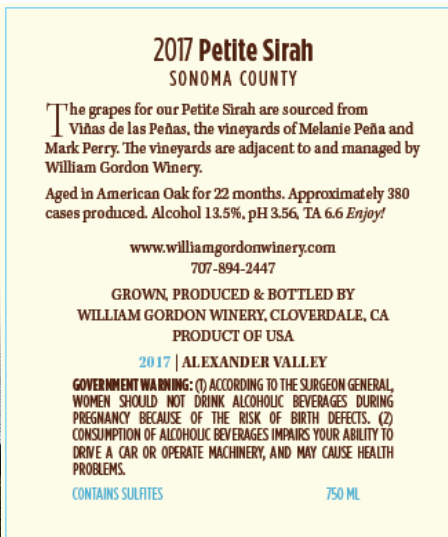 2017 Petite Sirah
SONOMA COUNTY
The grapes for our Petite Sirah are sourced from
Viñas de las Peñas, the vineyards of Melanie Peña and
Mark Perry. The vineyards are adjacent to and managed by
William Gordon Winery.
Aged in American Oak for 22 months. Approximately 380
cases produced. Alcohol 13.5%, pH 3.56, TA 6.6 Enjoy!
www.williamgordonwinery.com
707-894-2447
GROWN, PRODUCED & BOTTLED BY
WILLIAM GORDON WINERY, CLOVERDALE, CA
PRODUCT OF USA
2017 | ALEXANDER VALLEY
GOVERNMENT WARNING: (1) ACCORDING TO THE SURGEON GENERAL,
WOMEN SHOULD NOT DRINK ALCOHOLIC BEVERAGES DURING
PREGNANCY BECAUSE OF THE RISK OF BIRTH DEFECTS. (2)
CONSUMPTION OF ALCOHOLIC BEVERAGES IMPAIRS YOUR ABILITY TO
DRIVE A CAR OR OPERATE MACHINERY, AND MAY CAUSE HEALTH
PROBLEMS.
CONTAINS SULFITES 750 ML